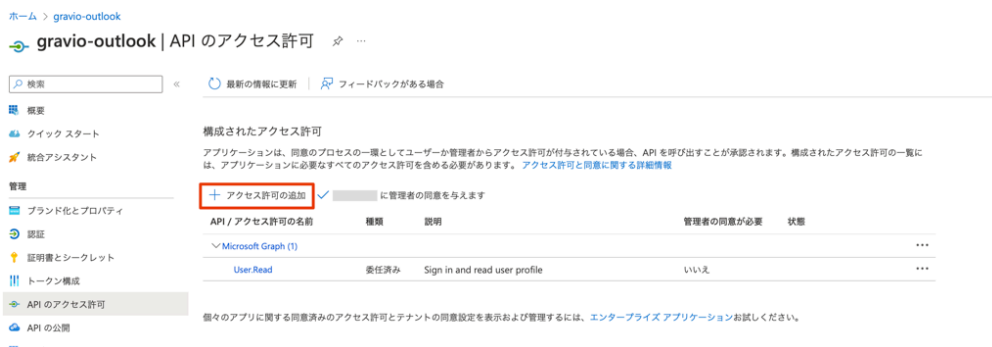 ホーム > gravio-outlook
gravio-outlook | API のアクセス許可 …
検索 «
最新の情報に更新 フィードバックがある場合
概要
クイック スタート
統合アシスタント
管理
ブランド化とプロパティ
認証
証明書とシークレット
トークン構成
API のアクセス許可
API の公開
構成されたアクセス許可
アプリケーションは、同意のプロセスの一環としてユーザーか管理者からアクセス許可が付与されている場合、API を呼び出すことが承認されます。構成されたアクセス許可の一覧に
は、アプリケーションに必要なすべてのアクセス許可を含める必要があります。 アクセス許可と同意に関する詳細情報
+ アクセス許可の追加 ✓ に管理者の同意を与えます
API / アクセス許可の名前 種類 説明 管理者の同意が必要 状態
Microsoft Graph (1) •••
User.Read 委任済み Sign in and read user profile いいえ •••
個々のアプリに関する同意済みのアクセス許可とテナントの同意設定を表示および管理するには、エンタープライズ アプリケーションお試しください。